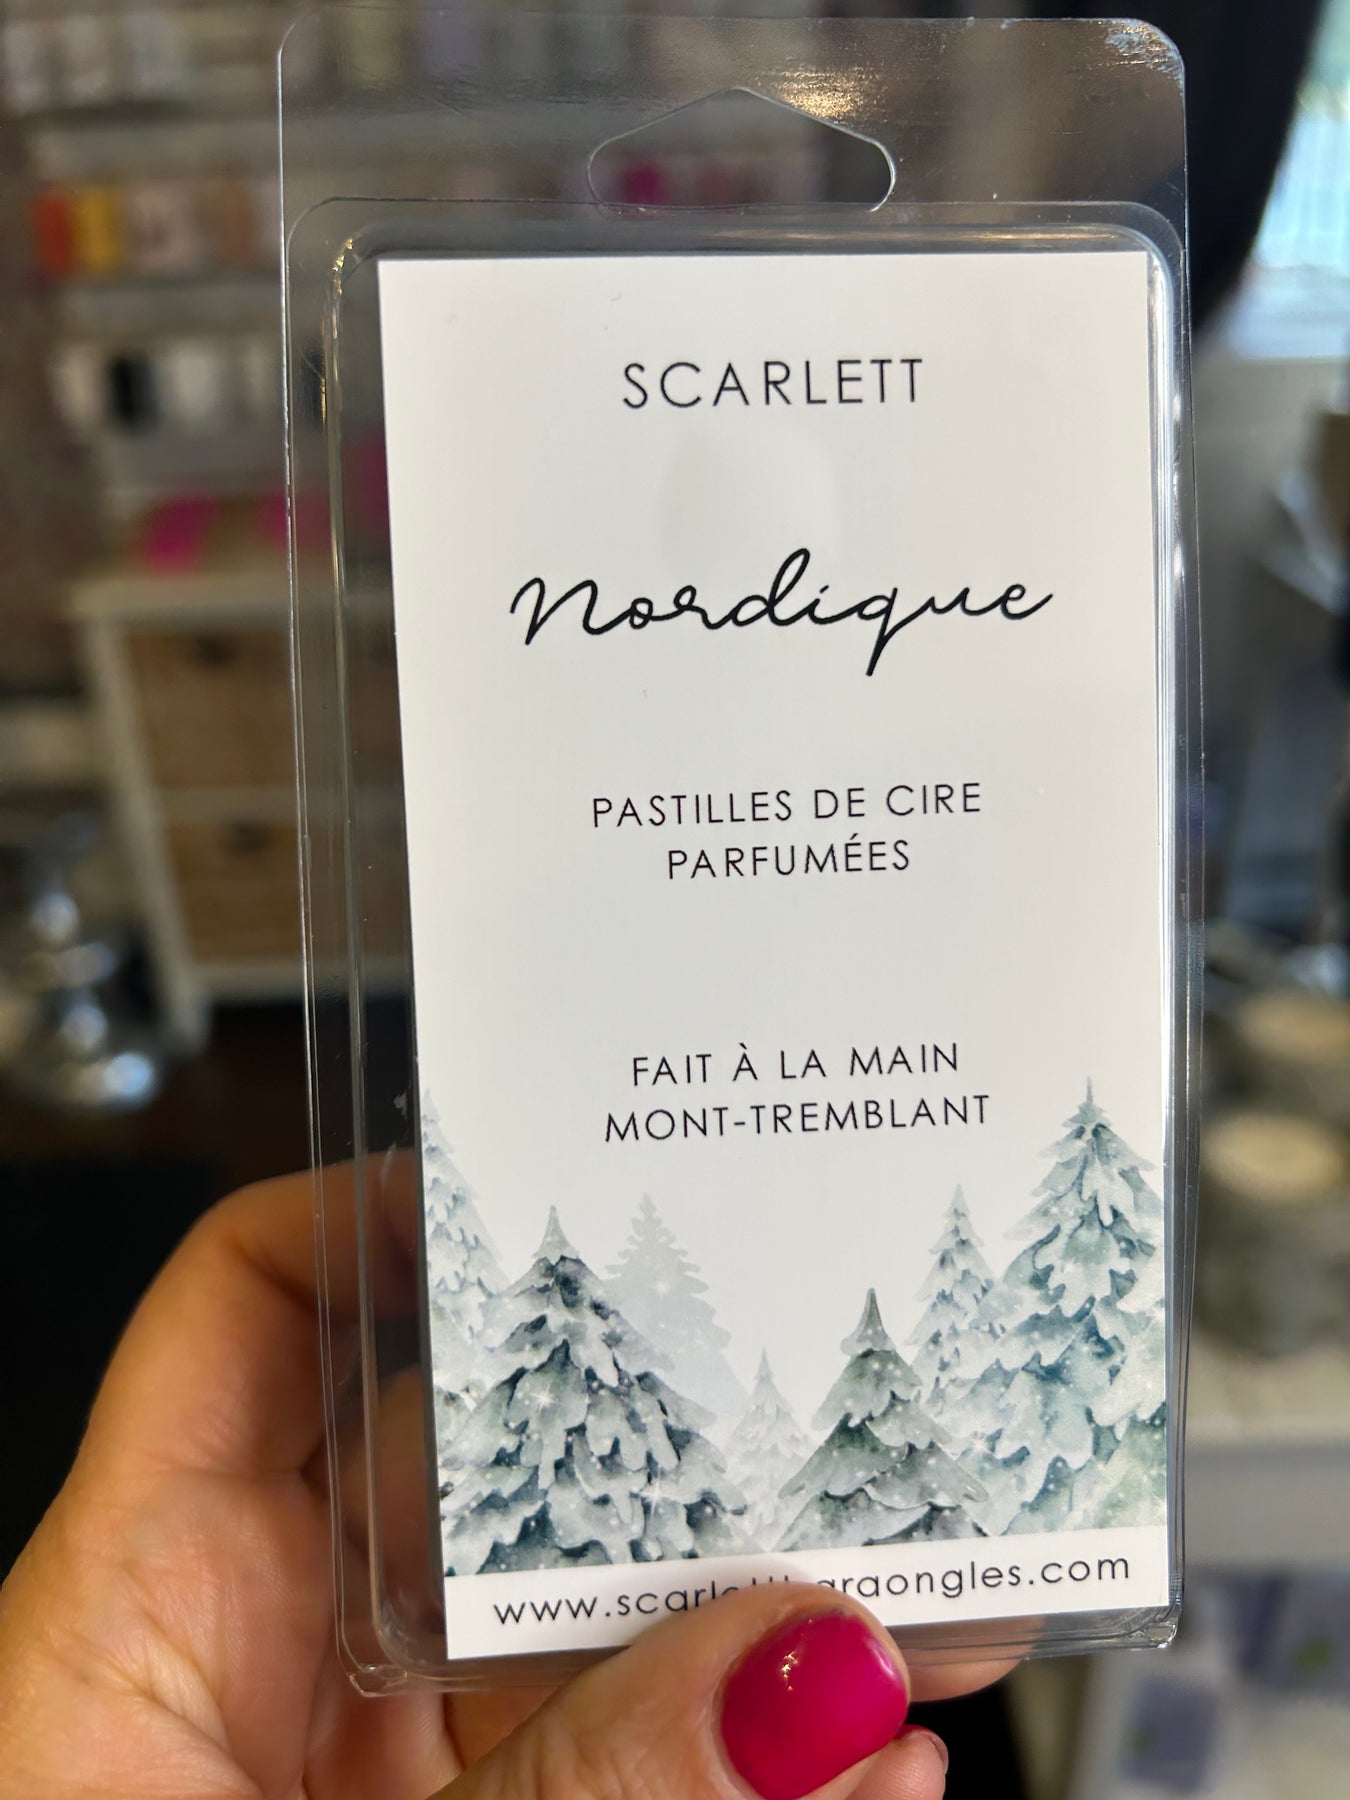 SCARLETT
Nordique
PASTILLES DE CIRE
PARFUMÉES
FAIT À LA MAIN
MONT-TREMBLANT